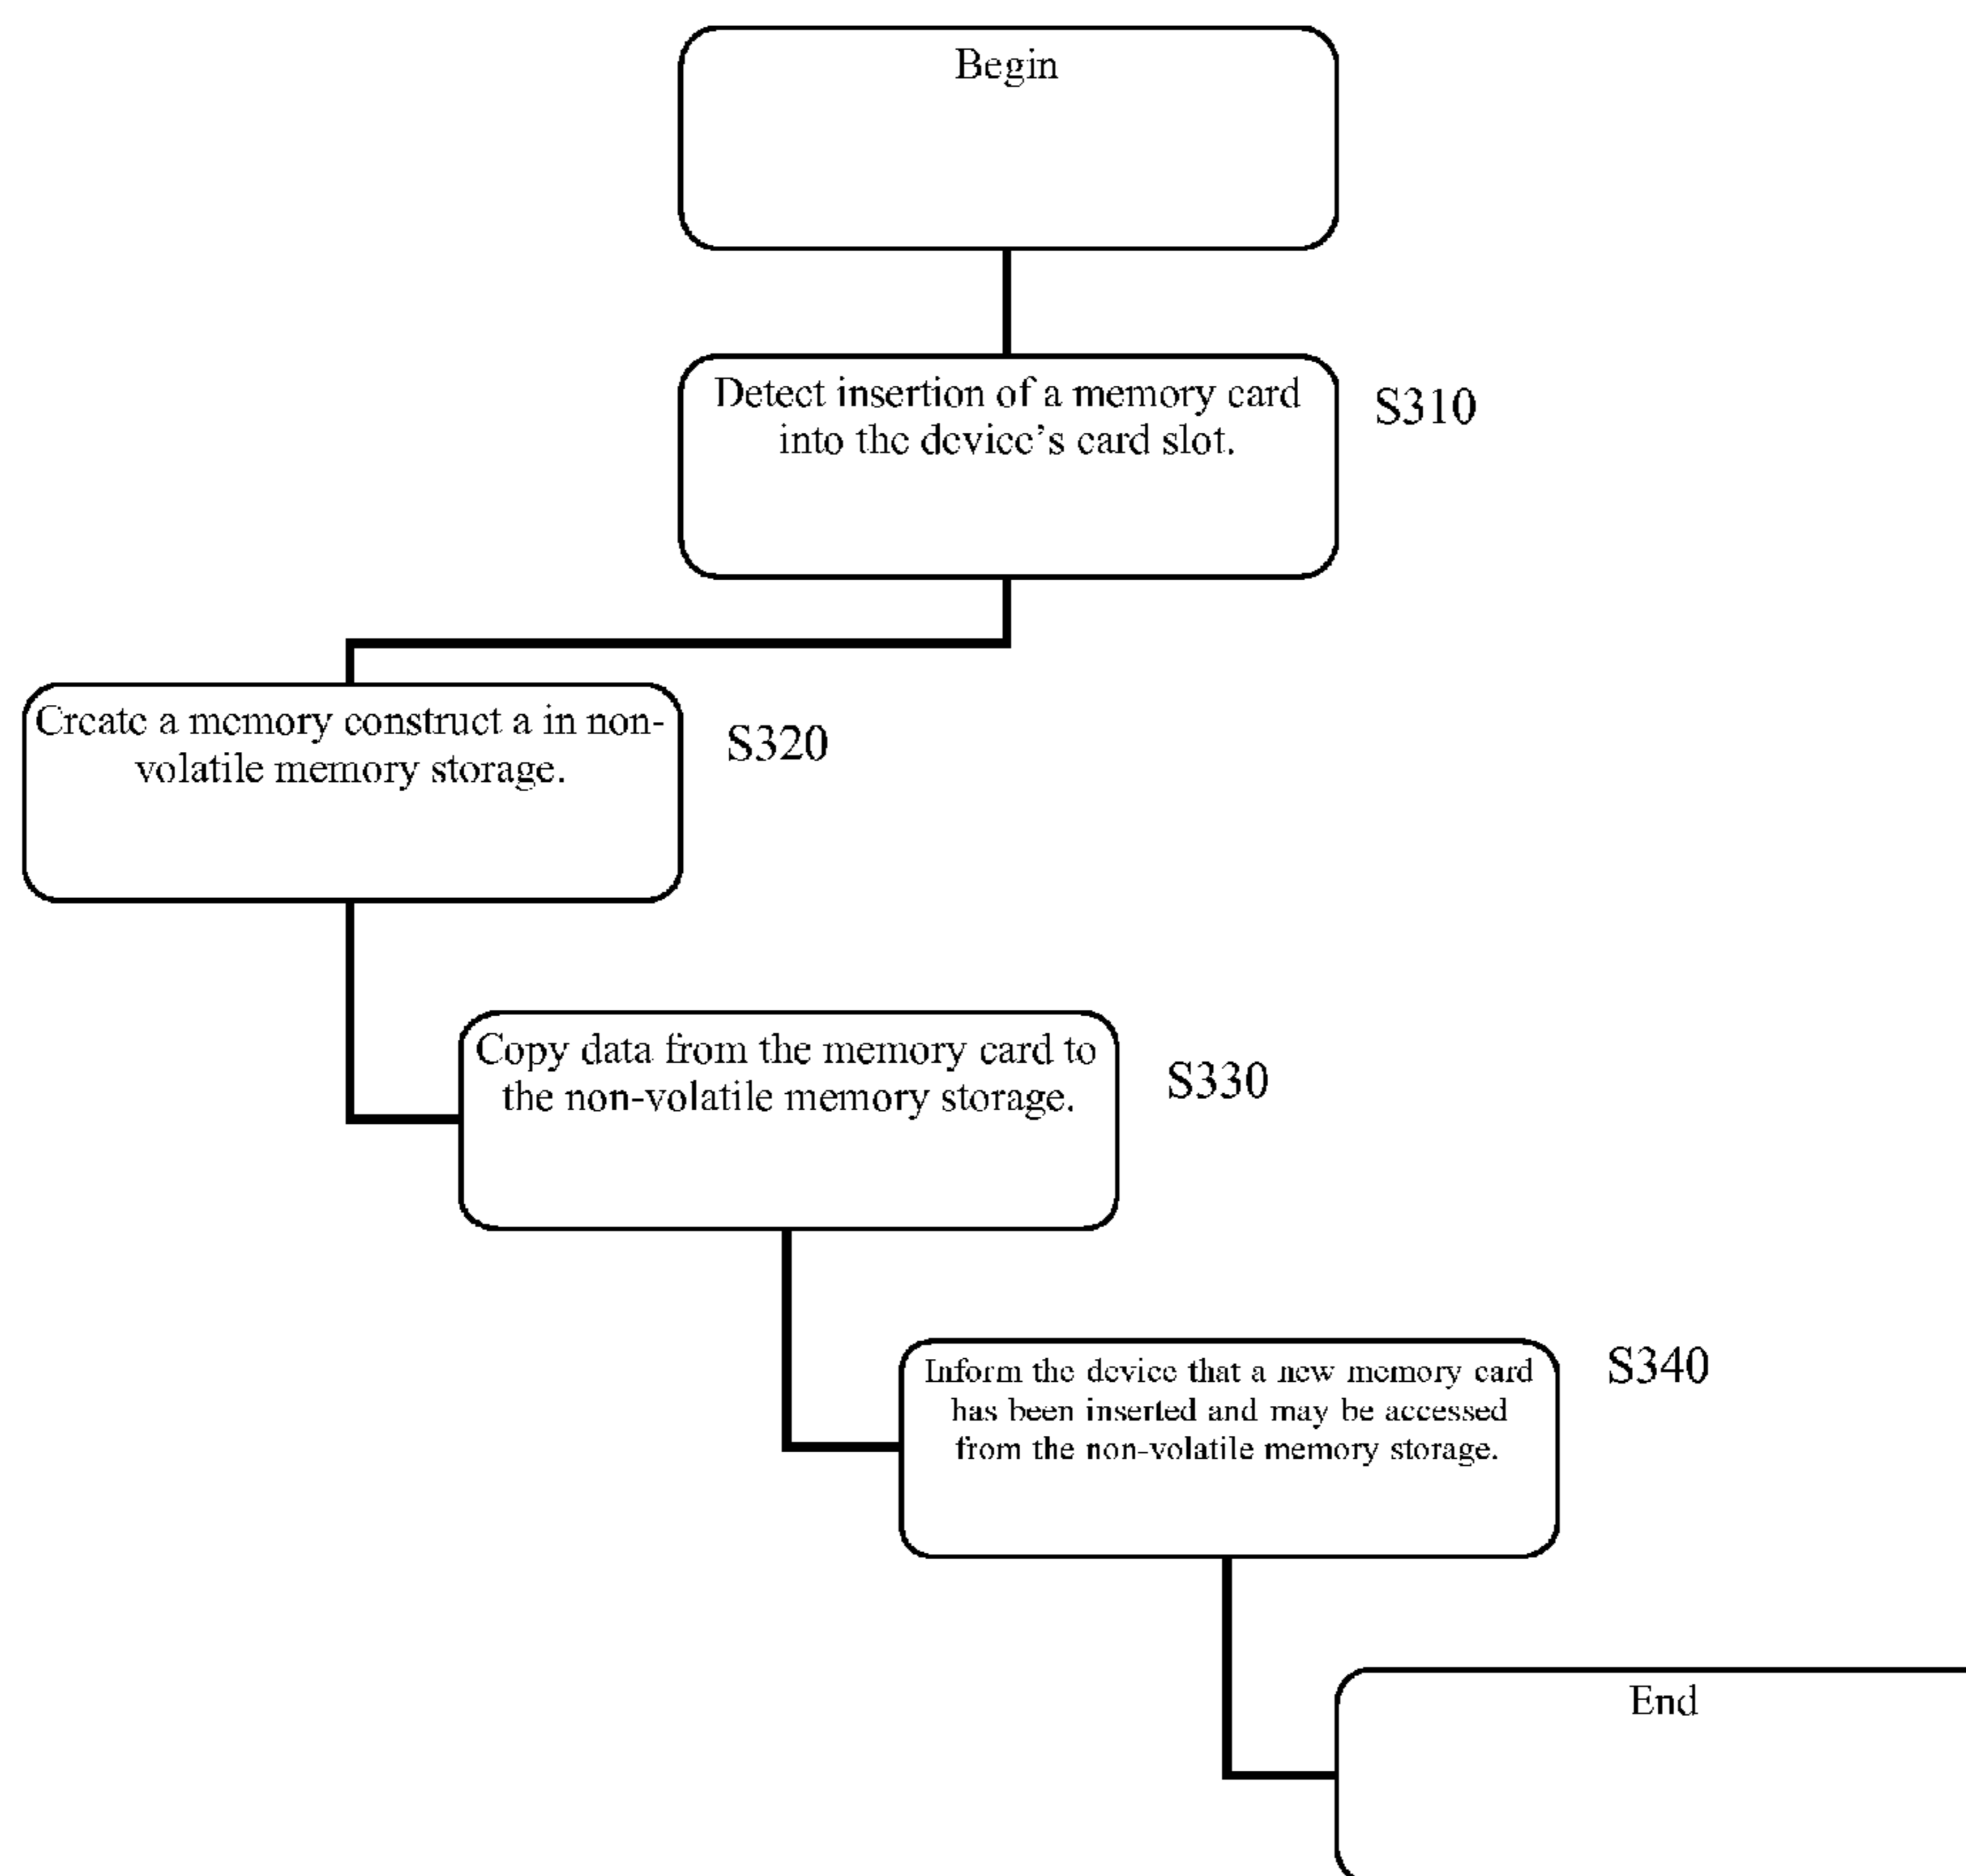 Begin
Detect insertion of a memory card
into the device's card slot.
S310
Create a memory construct a in non-
volatile memory storage.
S320
Copy data from the memory card to
the non-volatile memory storage.
S330
Inform the device that a new memory card
has been inserted and may be accessed
from the non-volatile memory storage.
S340
End